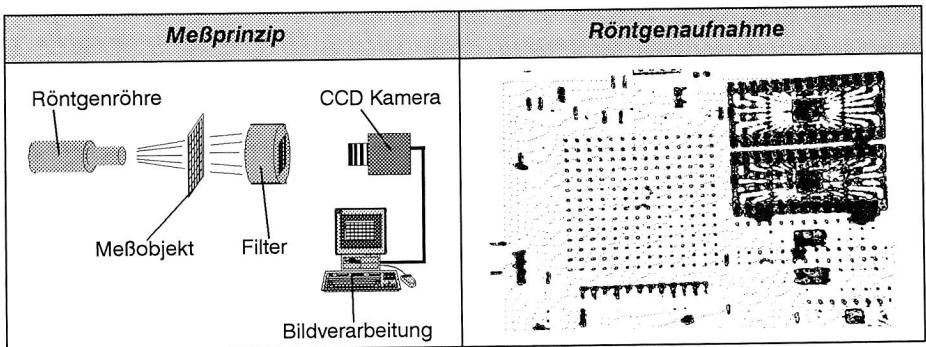 Meßprinzip
Röntgenaufnahme
Röntgenröhre
CCD Kamera
Meßobjekt
Filter
Bildverarbeitung